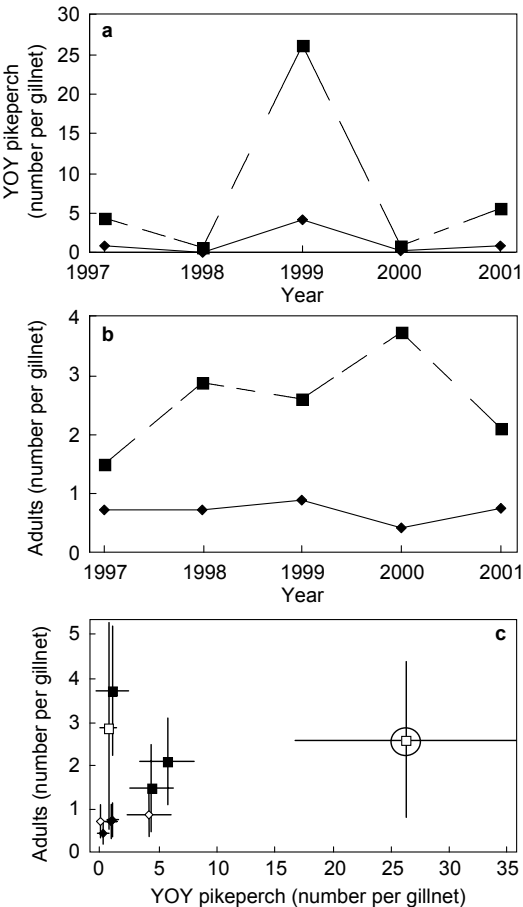 a
30
25
20
15
10
5
0
YOY pikeperch
(number per gillnet)
1997 1998 1999 2000 2001
Year
b
4
3
2
1
0
Adults (number per gillnet)
1997 1998 1999 2000 2001
Year
c
5
4
3
2
1
0
Adults (number per gillnet)
0 5 10 15 20 25 30 35
YOY pikeperch (number per gillnet)